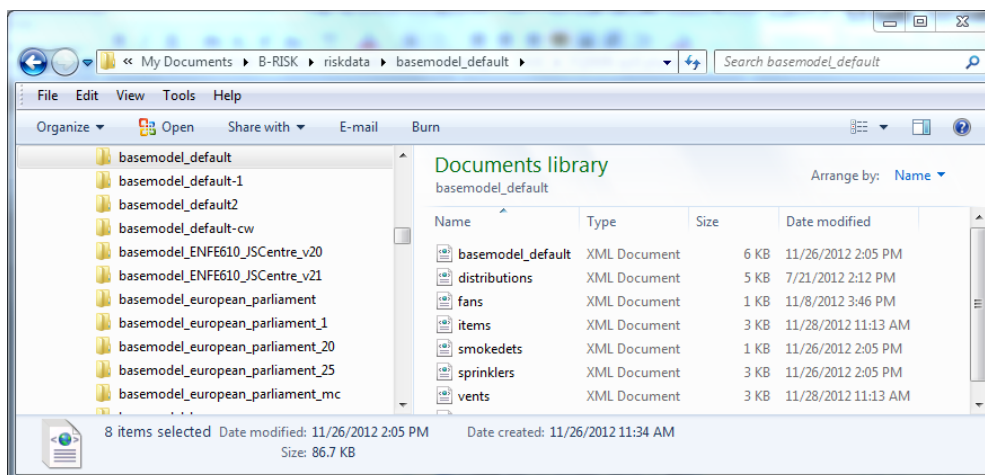 « My Documents ▸ B-RISK ▸ riskdata ▸ basemodel_default ▸ Search basemodel_default
File Edit View Tools Help
Organize Open Share with E-mail Burn
basemodel_default
basemodel_default-1
basemodel_default2
basemodel_default-cw
basemodel_ENFE610_JSCentre_v20
basemodel_ENFE610_JSCentre_v21
basemodel_european_parliament
basemodel_european_parliament_1
basemodel_european_parliament_20
basemodel_european_parliament_25
basemodel_european_parliament_mc
Documents library
basemodel_default
Arrange by: Name
Name Type Size Date modified
basemodel_default XML Document 6 KB 11/26/2012 2:05 PM
distributions XML Document 5 KB 7/21/2012 2:12 PM
fans XML Document 1 KB 11/8/2012 3:46 PM
items XML Document 3 KB 11/28/2012 11:13 AM
smokedets XML Document 1 KB 11/26/2012 2:05 PM
sprinklers XML Document 3 KB 11/26/2012 2:05 PM
vents XML Document 3 KB 11/28/2012 11:13 AM
8 items selected Date modified: 11/26/2012 2:05 PM Date created: 11/26/2012 11:34 AM
Size: 86.7 KB